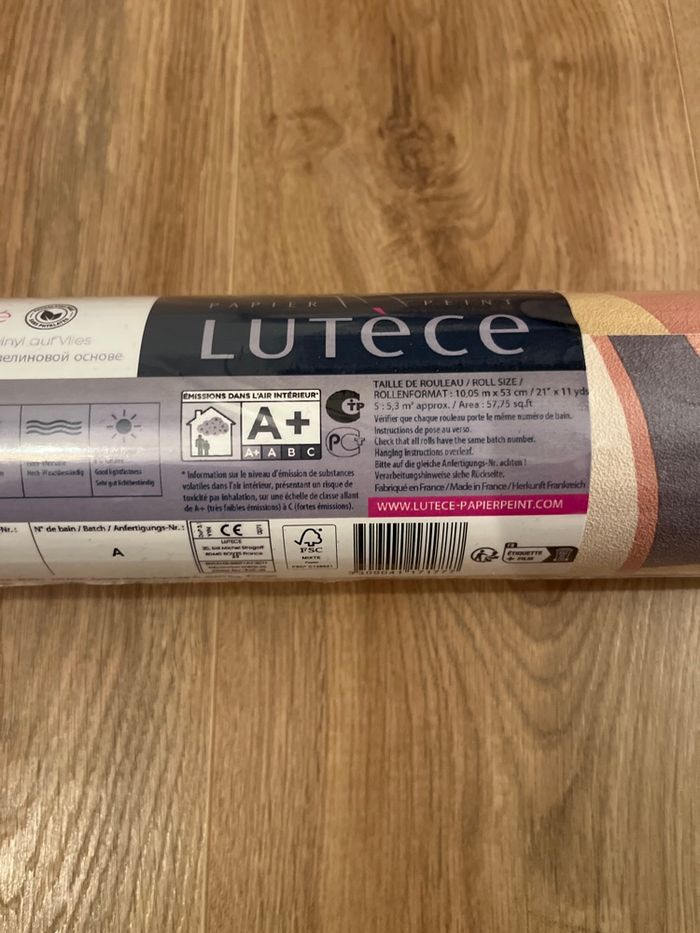 PAPIER PEINT
LUTèCE
inyl auf Vlies
велиновой основе
Good lightfastness
Sehr gut lichtbeständig
ÉMISSIONS DANS L'AIR INTÉRIEUR*
A+
A+ A B C
* Information sur le niveau d'émission de substances
volatiles dans l'air intérieur, présentant un risque de
toxicité par inhalation, sur une échelle de classe allant
de A+ (très faibles émissions) à C (fortes émissions).
TAILLE DE ROULEAU / ROLL SIZE /
ROLLENFORMAT : 10,05 m x 53 cm / 21" x 11 yds
S : 5,3 m² approx. / Area : 57,75 sq.ft
Vérifier que chaque rouleau porte le même numéro de bain.
Instructions de pose au verso.
Check that all rolls have the same batch number.
Hanging instructions overleaf.
Bitte auf die gleiche Anfertigungs-Nr. achten !
Verarbeitungshinweise siehe Rückseite.
Fabriqué en France / Made in France / Herkunft Frankreich
WWW.LUTECE-PAPIERPEINT.COM
Nr.:
N° de bain / Batch / Anfertigungs-Nr.:
A
CE
LUTECE
FSC
MIXTE
FR
ÉTIQUETTE
+ FILM